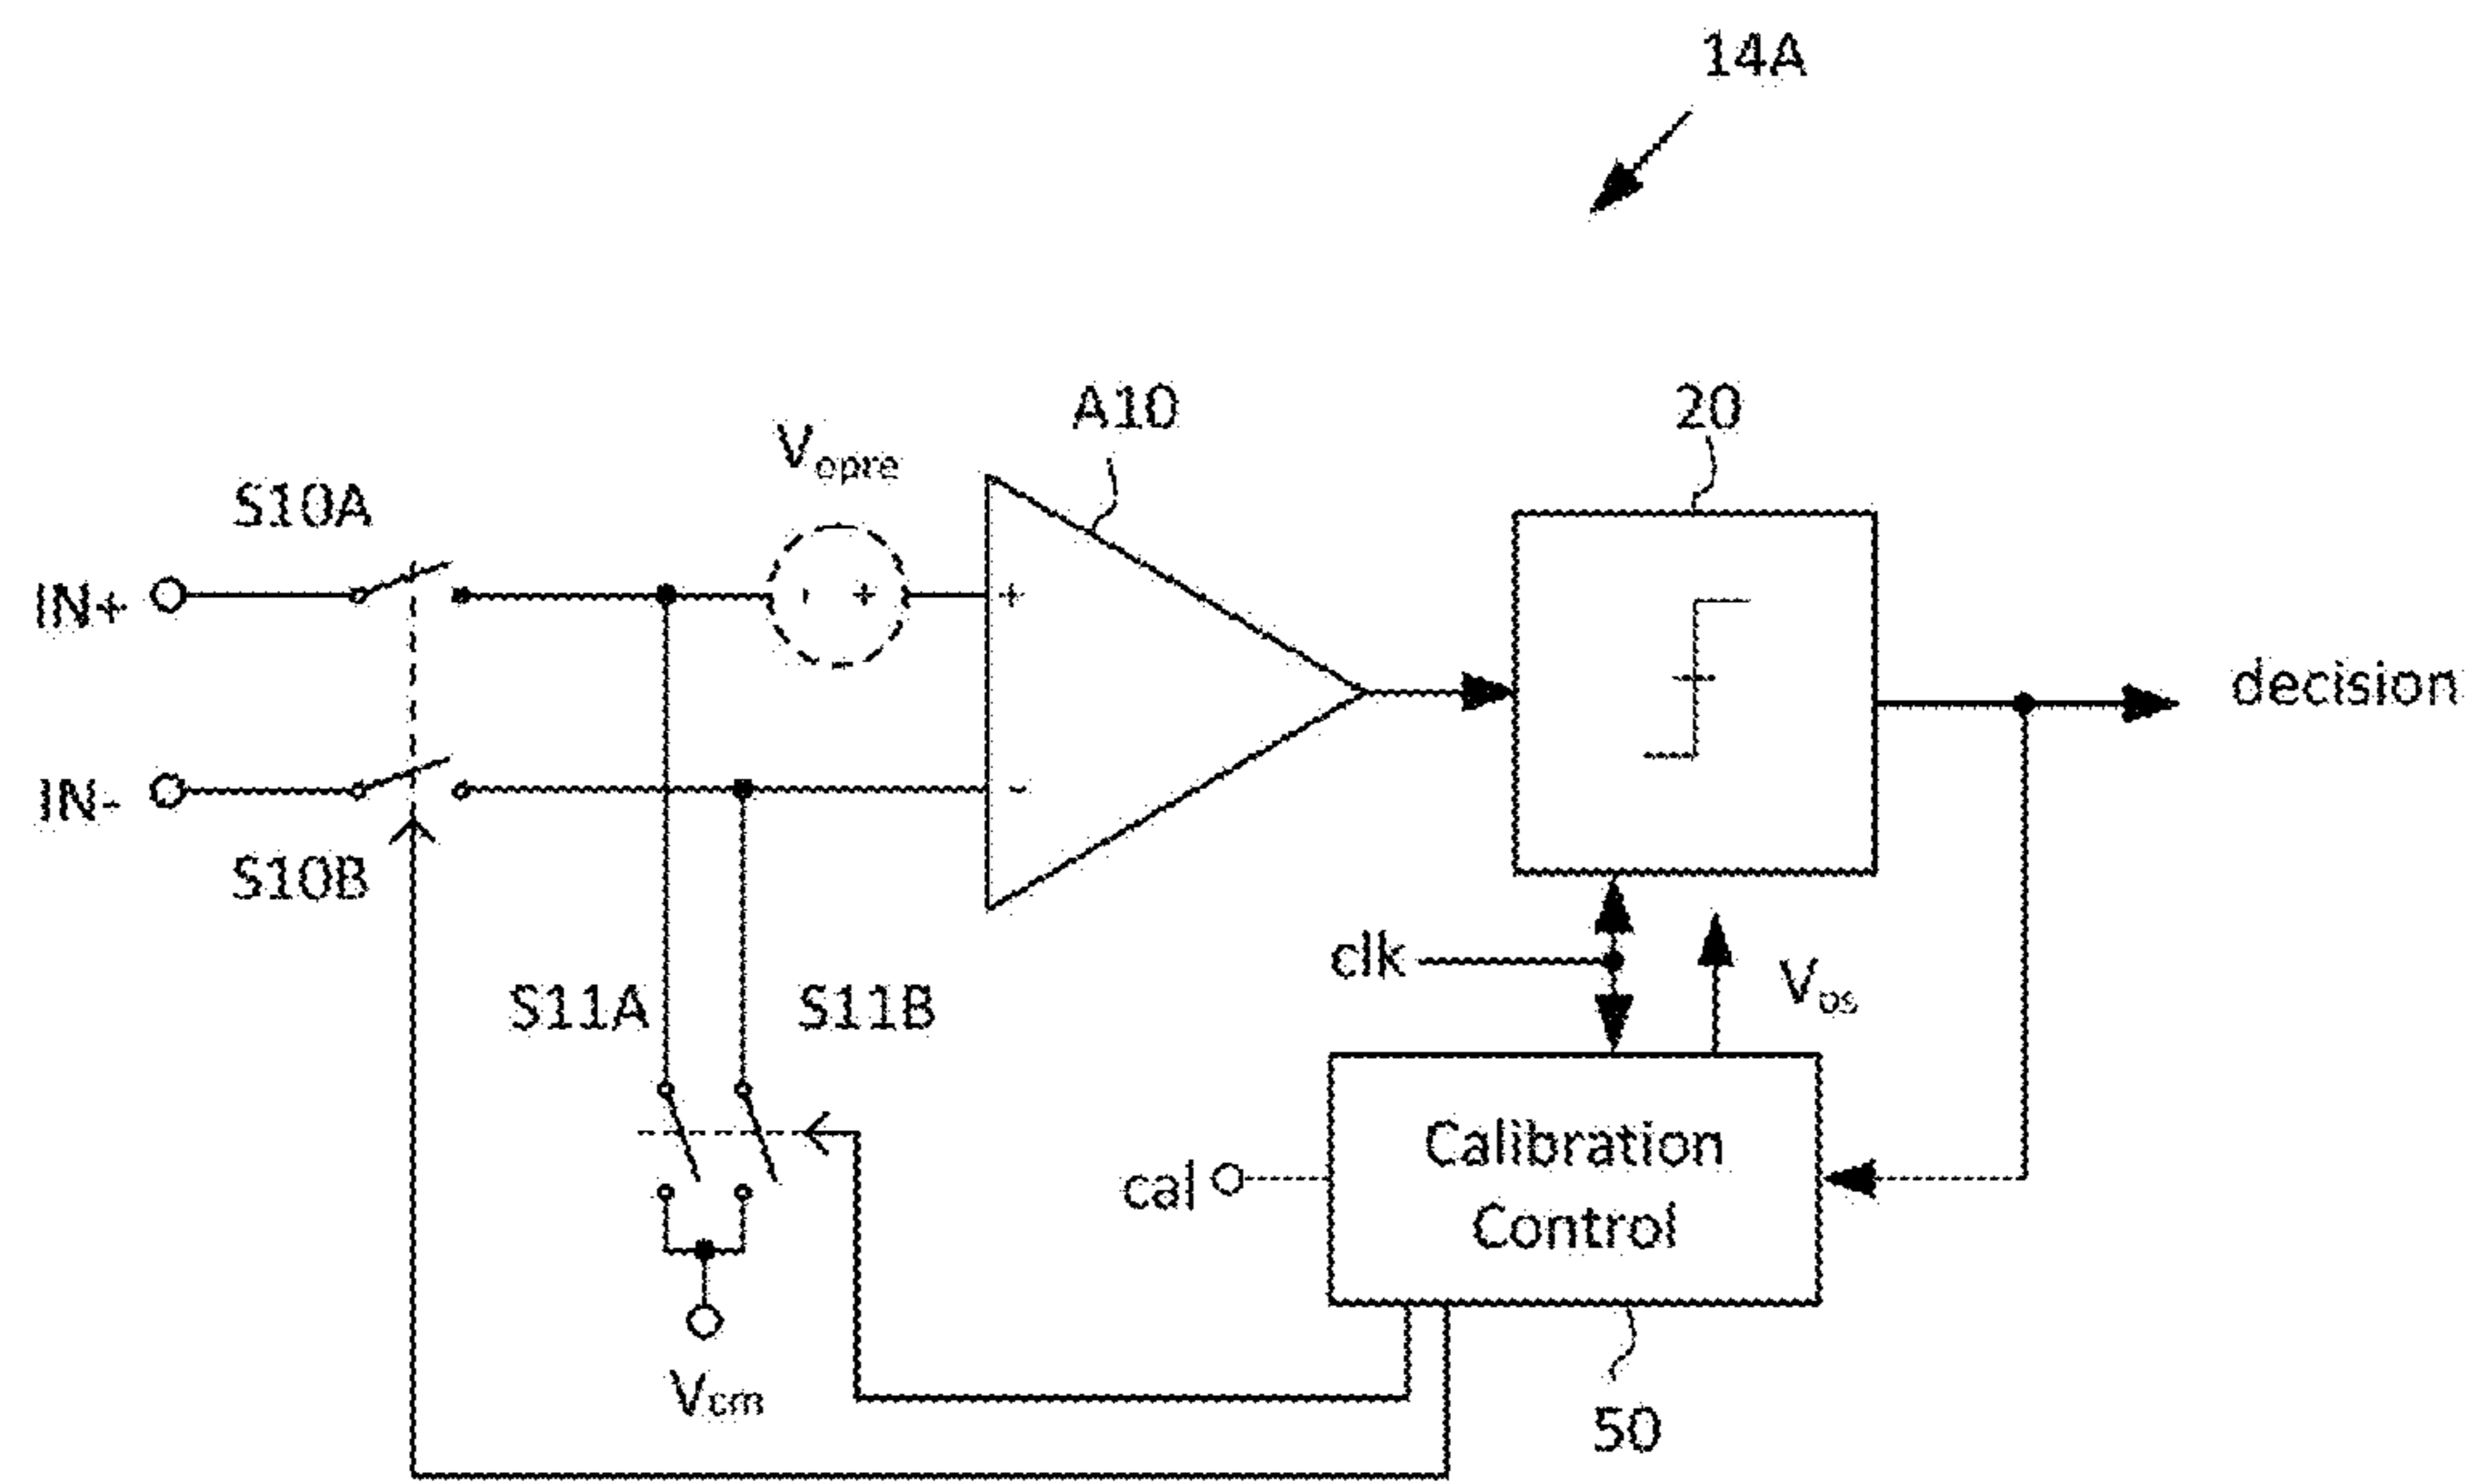 14A
A10
20
Vopre
S10A
IN+
- +
+
decision
IN-
-
S10B
clk
Vos
S11A
S11B
Calibration
Control
cal
Vcm
50